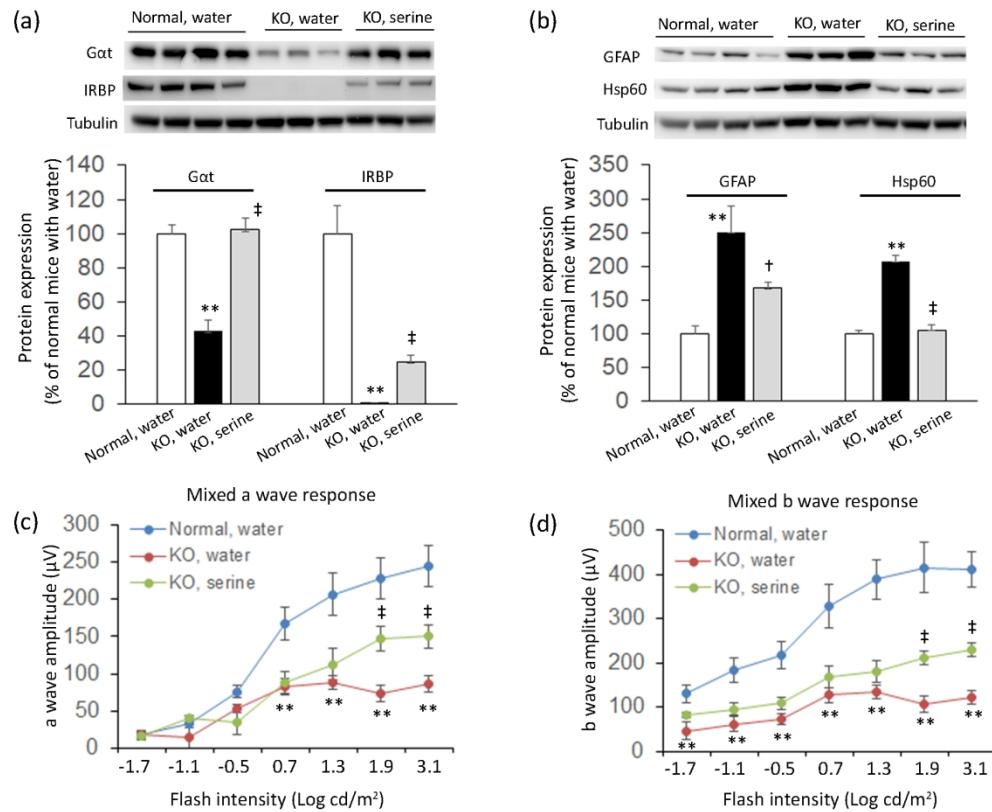 (a)
Normal, water KO, water KO, serine
Gαt
IRBP
Tubulin
Protein expression
(% of normal mice with water)
120
100
80
60
40
20
0
Gαt IRBP
**
‡
**
‡
Normal, water
KO, water
KO, serine
Normal, water
KO, water
KO, serine
(b)
Normal, water KO, water KO, serine
GFAP
Hsp60
Tubulin
Protein expression
(% of normal mice with water)
350
300
250
200
150
100
50
0
GFAP Hsp60
**
†
**
‡
Normal, water
KO, water
KO, serine
Normal, water
KO, water
KO, serine
(c)
Mixed a wave response
a wave amplitude (µV)
300
250
200
150
100
50
0
Normal, water
KO, water
KO, serine
‡ ‡
** ** ** **
-1.7 -1.1 -0.5 0.7 1.3 1.9 3.1
Flash intensity (Log cd/m²)
(d)
Mixed b wave response
b wave amplitude (µV)
500
400
300
200
100
0
Normal, water
KO, water
KO, serine
‡ ‡
** ** ** ** ** ** **
-1.7 -1.1 -0.5 0.7 1.3 1.9 3.1
Flash intensity (Log cd/m²)